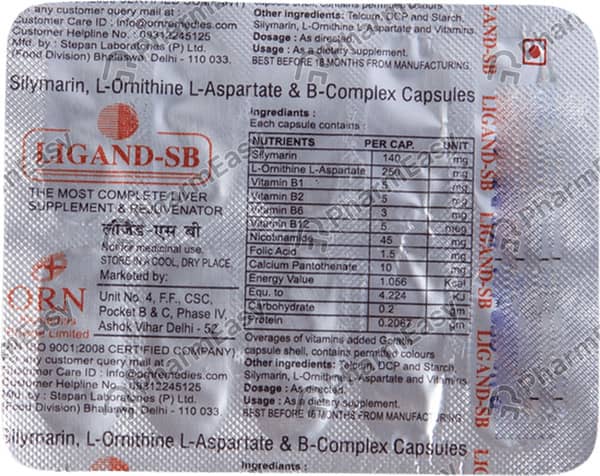 any customer query mail at :
Customer Care ID : info@ornremedies.com
Customer Helpline No. : 09312245125
Mfd. by : Stepan Laboratories (P) Ltd.
(Food Division) Bhalaswa, Delhi - 110 033.
Other ingredients: Telcum, DCP and Starch,
Silymarin, L-Ornithine L-Aspartate and Vitamins
Dosage : As directed.
Usage : As a dietary supplement.
BEST BEFORE 18 MONTHS FROM MANUFACTURING.
Silymarin, L-Ornithine L-Aspartate & B-Complex Capsules
LIGAND-SB
THE MOST COMPLETE LIVER
SUPPLEMENT & REJUVENATOR
लीजैड-एस बी
Not for medicinal use.
STORE IN A COOL, DRY PLACE.
Marketed by:
ORN
Limited
Unit No. 4, F.F., CSC,
Pocket B & C, Phase IV,
Ashok Vihar Delhi - 52.
Ingredients :
Each capsule contains :
NUTRIENTS PER CAP. UNIT
Silymarin 140 mg
L-Ornithine L-Aspartate 250 mg
Vitamin B1 5 mg
Vitamin B2 5 mg
Vitamin B6 3 mg
Vitamin B12 5 mcg
Nicotinamide 45 mg
Folic Acid 1.5 mg
Calcium Pantothenate 10 mg
Energy Value 1.056 Kcal
Equ. to 4.224 KJ
Carbohydrate 0.2 gm
Protein 0.2067 gm
Overages of vitamins added Gelatin
capsule shell, contains permitted colours
Other ingredients: Telcum, DCP and Starch,
Silymarin, L-Ornithine L-Aspartate and Vitamins
Dosage : As directed.
Usage : As a dietary supplement.
BEST BEFORE 18 MONTHS FROM MANUFACTURING
ISO 9001:2008 CERTIFIED COMPANY)
any customer query mail at :
Customer Care ID : info@ornremedies.com
Customer Helpline No. : 09312245125
by : Stepan Laboratories (P) Ltd.
(Food Division) Bhalaswa, Delhi - 110 033.
Silymarin, L-Ornithine L-Aspartate & B-Complex Capsules
LIGAND-SB
LIGAND-SB
LIGAND-SB
LIGAND-SB
PharmEasy